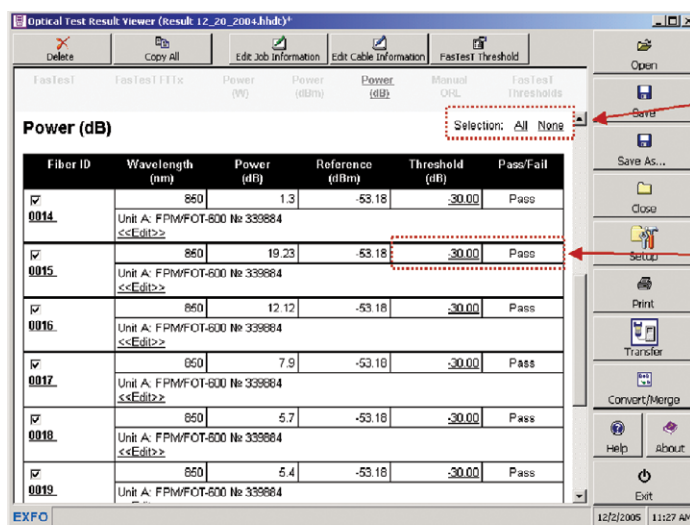 Optical Test Result Viewer (Result 12_20_2004.hhdt)*
Delete
Copy All
Edit Job Information
Edit Cable Information
FasTesT Threshold
FasTesT
FasTesT FTTx
Power (W)
Power (dBm)
Power (dB)
Manual ORL
FasTesT Thresholds
Power (dB)
Selection: All None
Fiber ID Wavelength (nm) Power (dB) Reference (dBm) Threshold (dB) Pass/Fail
0014 850 1.3 -53.18 -30.00 Pass
Unit A: FPM/FOT-600 № 339884
<<Edit>>
0015 850 19.23 -53.18 -30.00 Pass
Unit A: FPM/FOT-600 № 339884
<<Edit>>
0016 850 12.12 -53.18 -30.00 Pass
Unit A: FPM/FOT-600 № 339884
<<Edit>>
0017 850 7.9 -53.18 -30.00 Pass
Unit A: FPM/FOT-600 № 339884
<<Edit>>
0018 850 5.7 -53.18 -30.00 Pass
Unit A: FPM/FOT-600 № 339884
<<Edit>>
0019 850 5.4 -53.18 -30.00 Pass
Unit A: FPM/FOT-600 № 339884
Open
Save
Save As...
Close
Setup
Print
Transfer
Convert/Merge
Help
About
Exit
EXFO
12/2/2005 11:27 AM